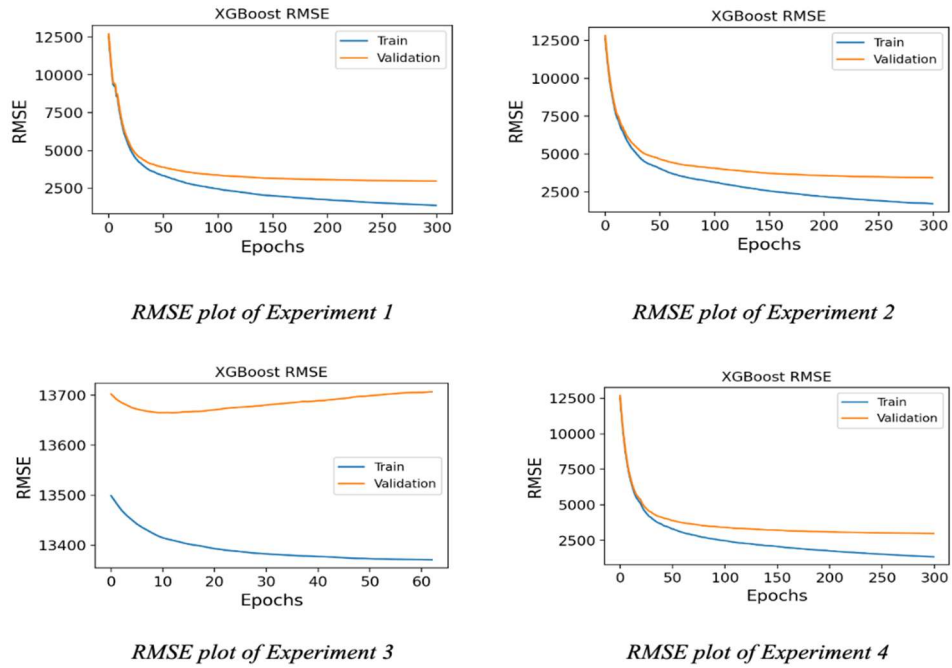 XGBoost RMSE
12500
10000
7500
5000
2500
RMSE
Train
Validation
0 50 100 150 200 250 300
Epochs
RMSE plot of Experiment 1
XGBoost RMSE
12500
10000
7500
5000
2500
RMSE
Train
Validation
0 50 100 150 200 250 300
Epochs
RMSE plot of Experiment 2
XGBoost RMSE
13700
13600
13500
13400
RMSE
Train
Validation
0 10 20 30 40 50 60
Epochs
RMSE plot of Experiment 3
XGBoost RMSE
12500
10000
7500
5000
2500
RMSE
Train
Validation
0 50 100 150 200 250 300
Epochs
RMSE plot of Experiment 4